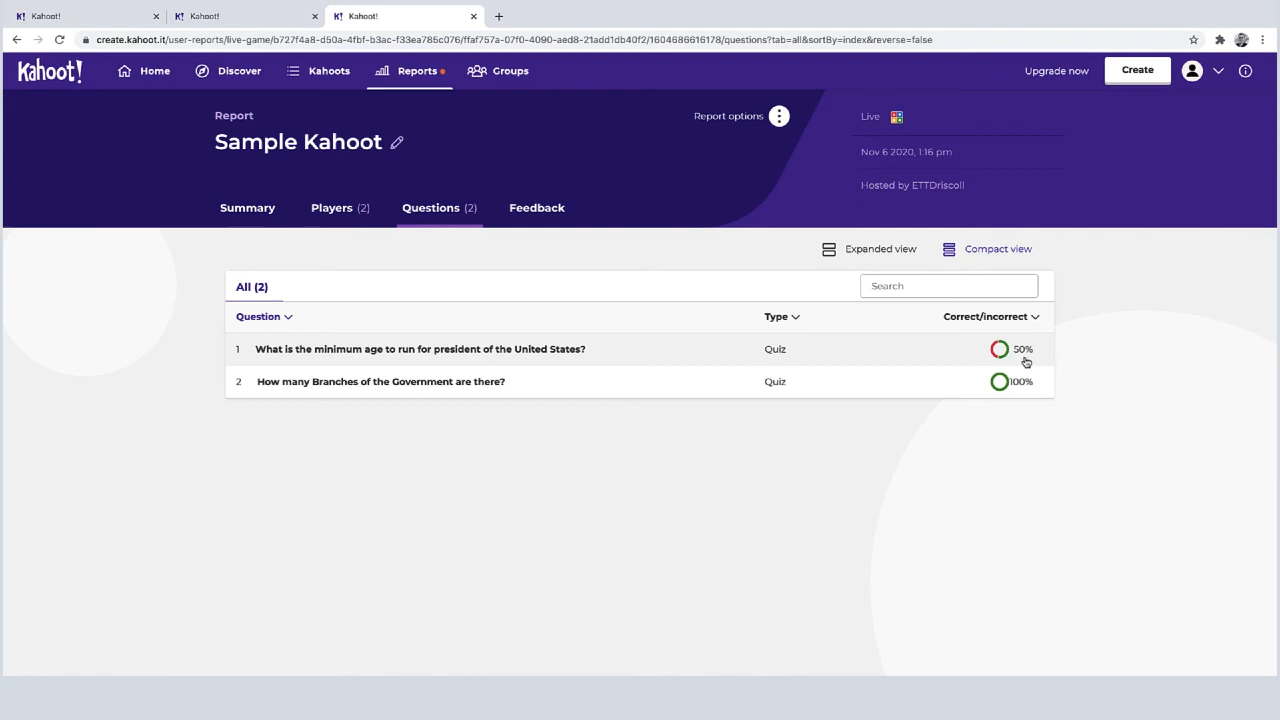 Kahoot! Kahoot! Kahoot!
create.kahoot.it/user-reports/live-game/b727f4a8-d50a-4fbf-b3ac-f33ea785c076/ffaf757a-07f0-4090-aed8-21add1db40f2/1604686616178/questions?tab=all&sortBy=index&reverse=false
Kahoot! Home Discover Kahoots Reports Groups Upgrade now Create
Report
Report options
Sample Kahoot
Live
Nov 6 2020, 1:16 pm
Hosted by ETTDriscoll
Summary Players (2) Questions (2) Feedback
Expanded view Compact view
All (2) Search
Question Type Correct/incorrect
1 What is the minimum age to run for president of the United States? Quiz 50%
2 How many Branches of the Government are there? Quiz 100%